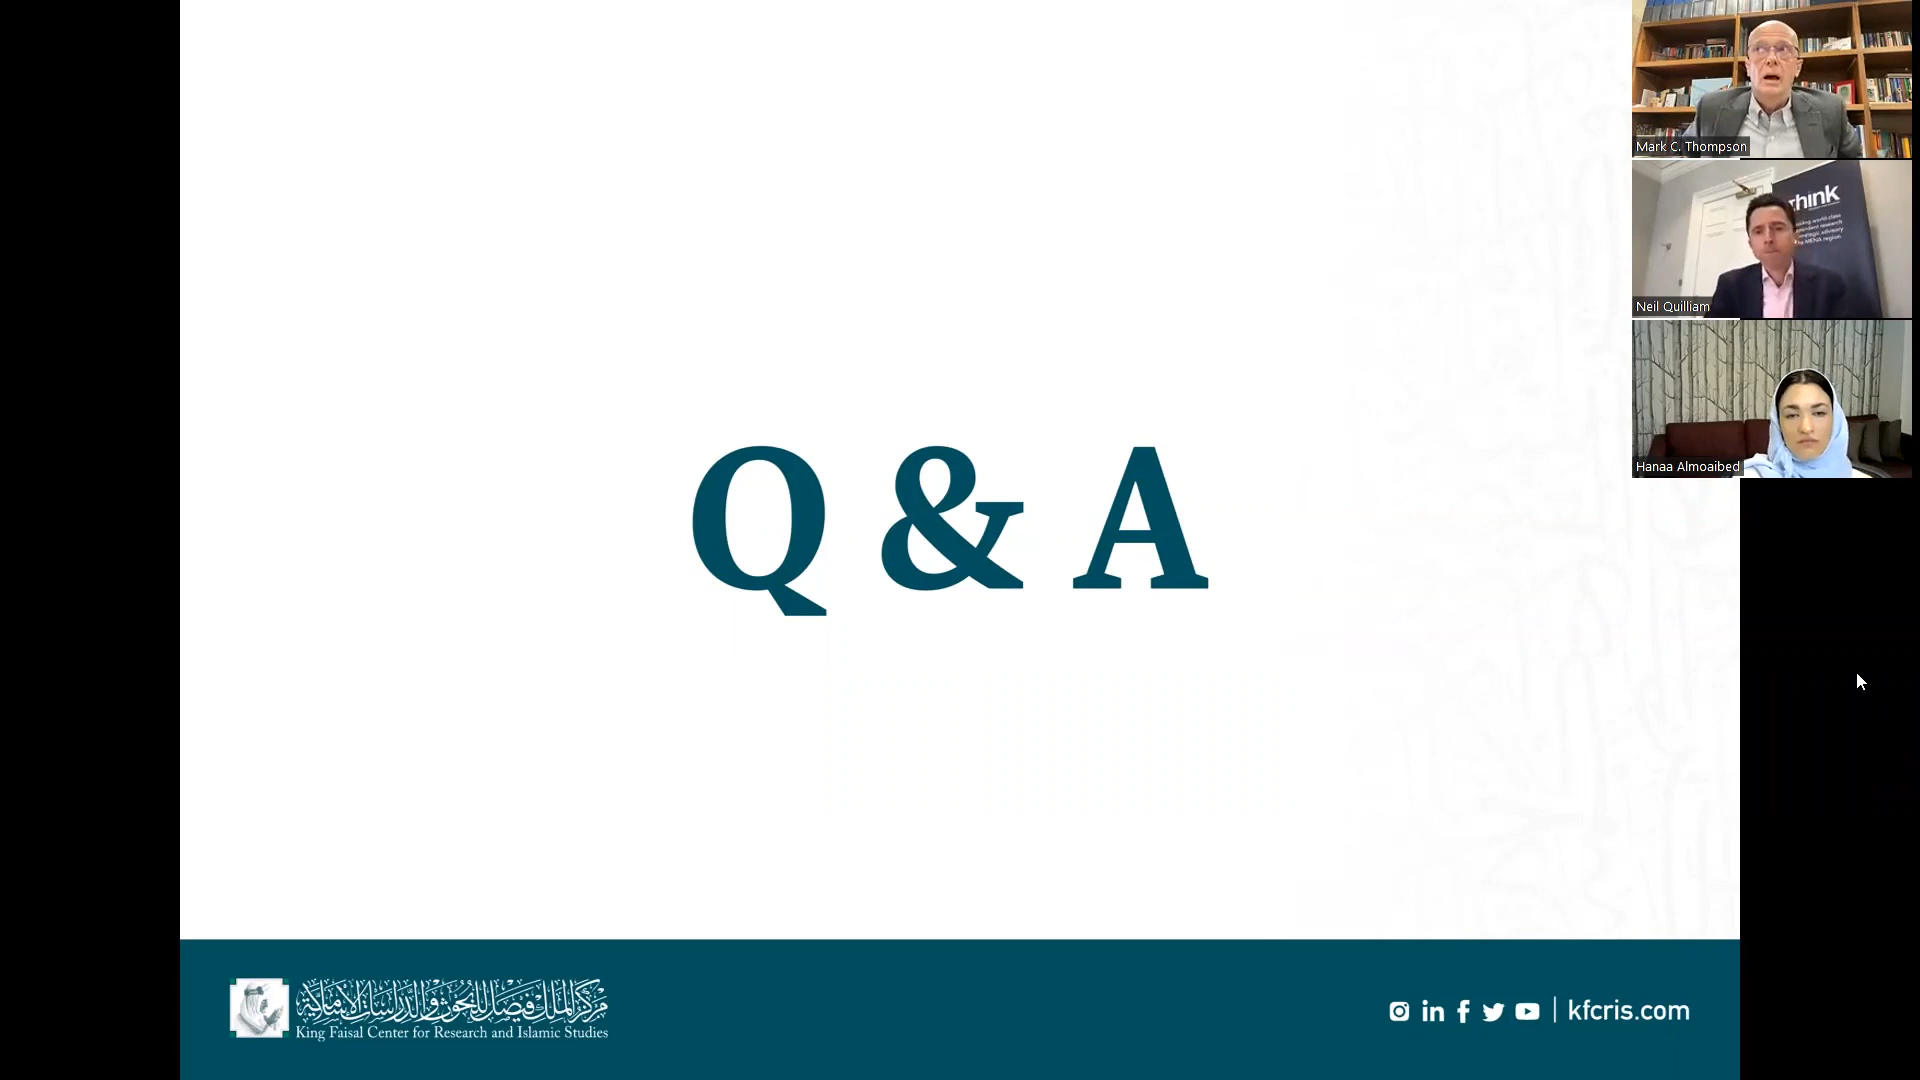 Q & A
Mark C. Thompson
think
Neil Quilliam
Hanaa Almoaibed
مركز الملك فيصل للبحوث والدراسات الإسلامية
King Faisal Center for Research and Islamic Studies
kfcris.com